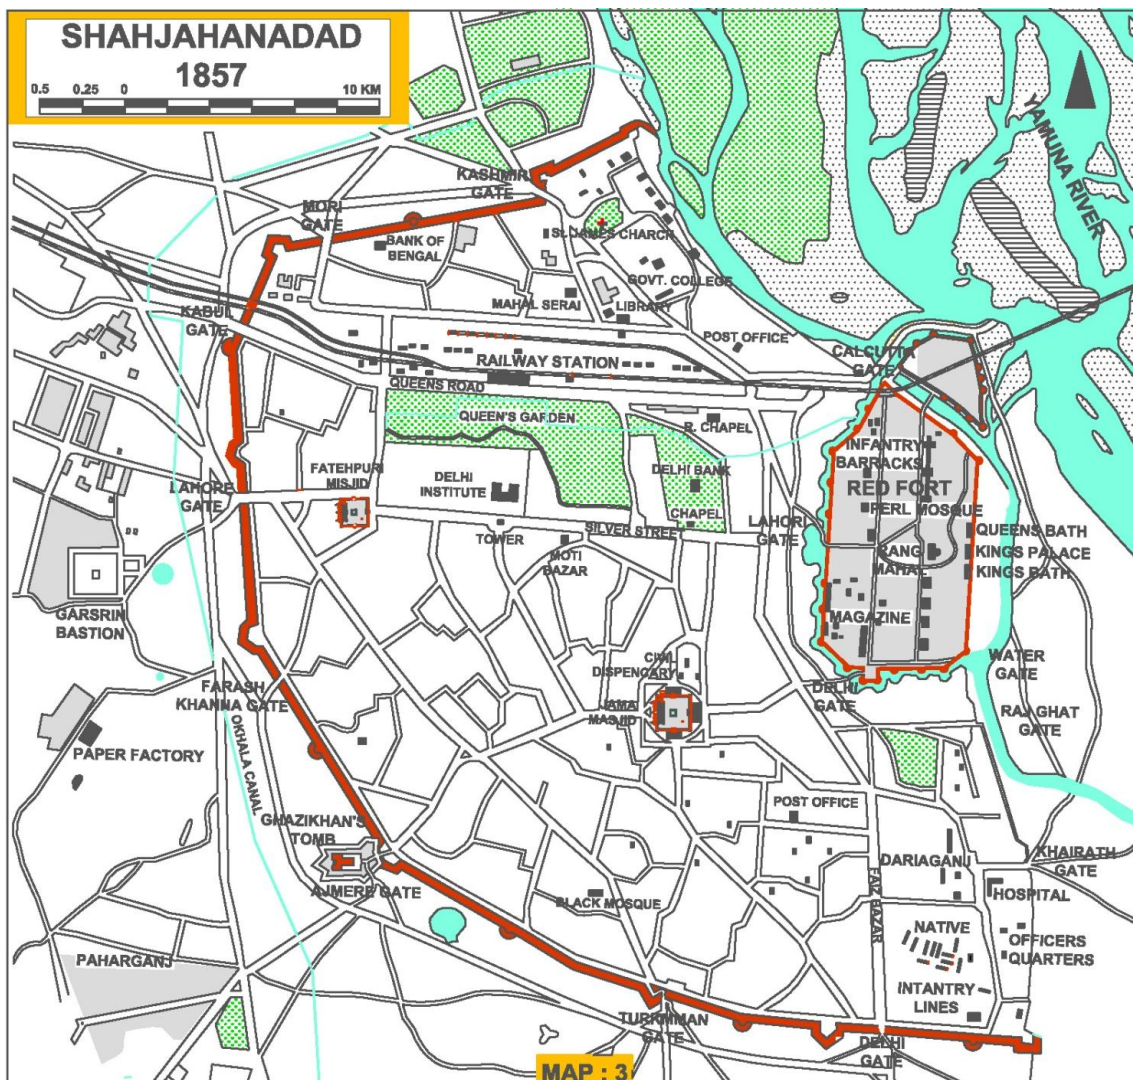 SHAHJAHANADAD
1857
0.5 0.25 0 10 KM
YAMUNA RIVER
KASHMIRI
GATE
MORI
GATE
BANK OF
BENGAL
St. JAMES CHARCH
GOVT. COLLEGE
MAHAL SERAI
LIBRARY
KABUL
GATE
POST OFFICE
CALCUTTA
GATE
RAILWAY STATION
QUEENS ROAD
QUEEN'S GARDEN
R. CHAPEL
INFANTRY
BARRACKS
FATEHPURI
MISJID
DELHI
INSTITUTE
DELHI BANK
LAHORE
GATE
RED FORT
PERL MOSQUE
CHAPEL
LAHORI
GATE
SILVER STREET
TOWER
MOTI
BAZAR
QUEENS BATH
RANG
MAHAL
KINGS PALACE
KINGS BATH
GARSRIN
BASTION
MAGAZINE
CIVIL
DISPENCARY
WATER
GATE
FARASH
KHANNA GATE
DELHI
GATE
JAMA
MASJID
RAJ GHAT
GATE
OKHALA CANAL
PAPER FACTORY
POST OFFICE
GHAZIKHAN'S
TOMB
DARIAGANJ
KHAIRATH
GATE
AJMERE GATE
HOSPITAL
BLACK MOSQUE
FAIZ BAZAR
NATIVE
OFFICERS
QUARTERS
PAHARGANJ
INTANTRY
LINES
TURKMMAN
GATE
DELHI
GATE
MAP : 3